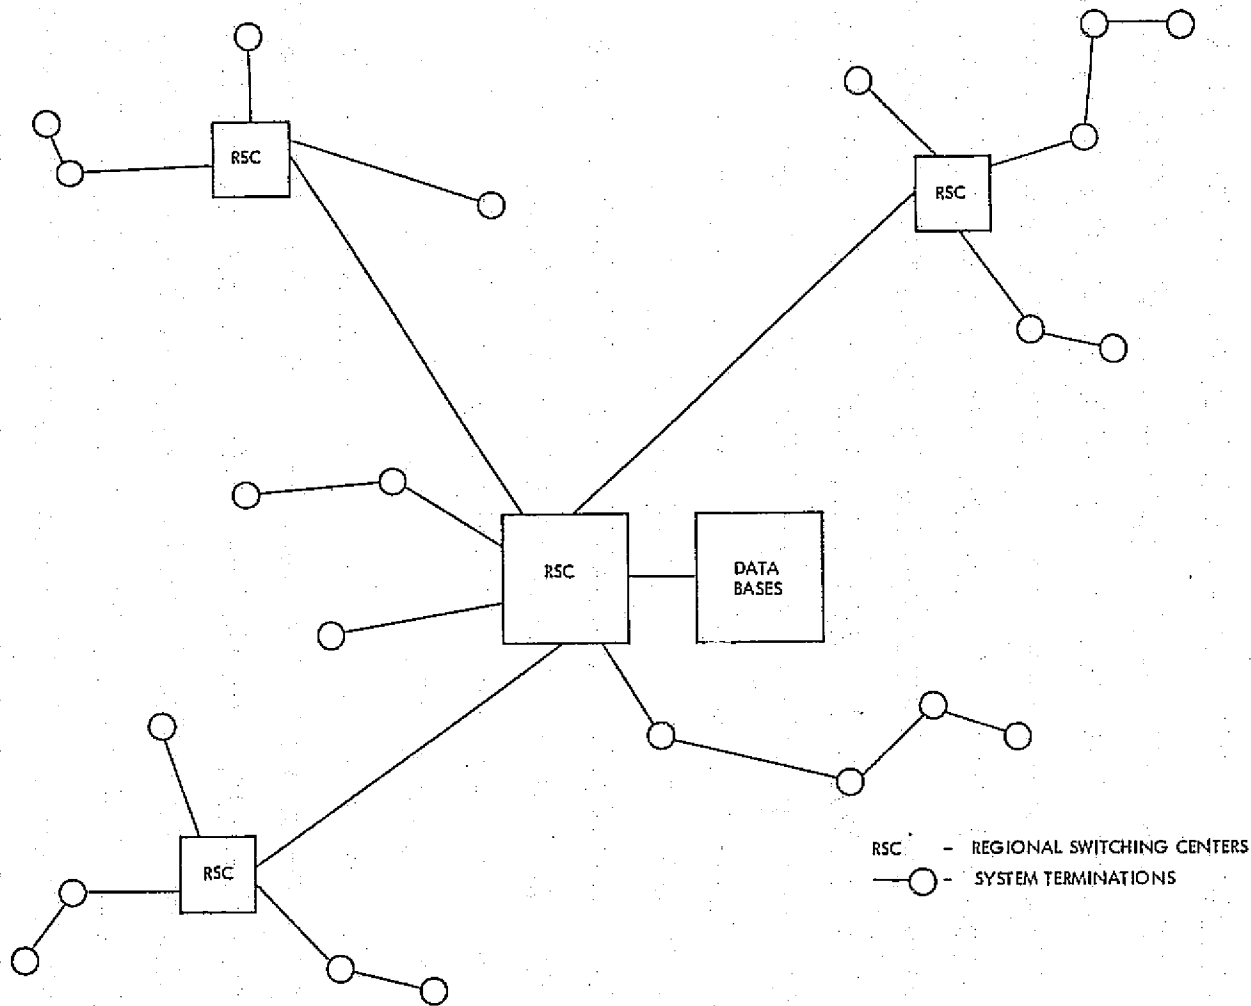 RSC
RSC
RSC
DATA
BASES
RSC
RSC - REGIONAL SWITCHING CENTERS
- SYSTEM TERMINATIONS